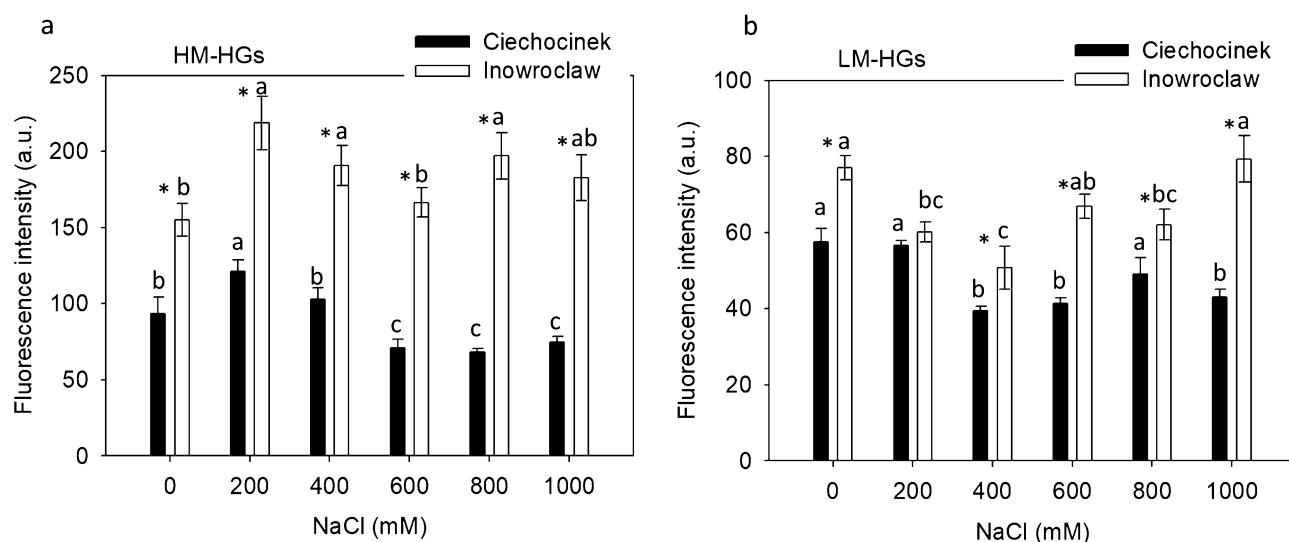 a
HM-HGs
Ciechocinek
Inowroclaw
Fluorescence intensity (a.u.)
250
200
150
100
50
0
b
* b
a
* a
b
* a
c
* b
c
* a
c
* ab
0 200 400 600 800 1000
NaCl (mM)
b
LM-HGs
Ciechocinek
Inowroclaw
Fluorescence intensity (a.u.)
100
80
60
40
20
0
a
* a
a
bc
b
* c
b
* ab
a
* bc
b
* a
0 200 400 600 800 1000
NaCl (mM)